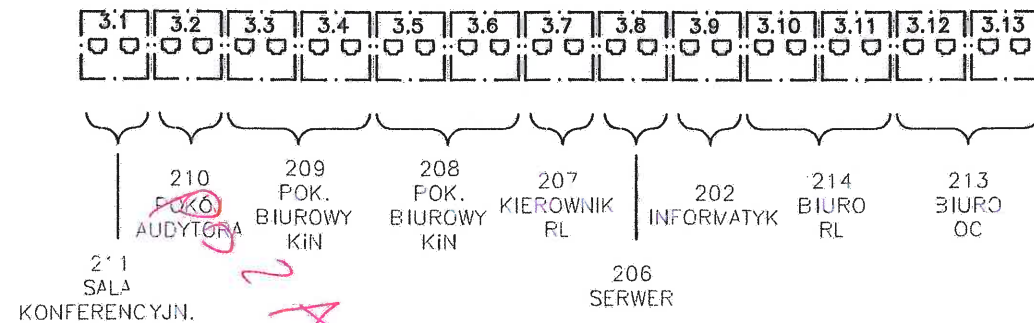 3.1 3.2 3.3 3.4 3.5 3.6 3.7 3.8 3.9 3.10 3.11 3.12 3.13
210
POKÓJ
AUDYTORA
209
POK.
BIUROWY
KiN
208
POK.
BIUROWY
KiN
207
KIEROWNIK
RL
202
INFORMATYK
214
BIURO
RL
213
BIURO
OC
211
SALA
KONFERENCYJN.
206
SERWER